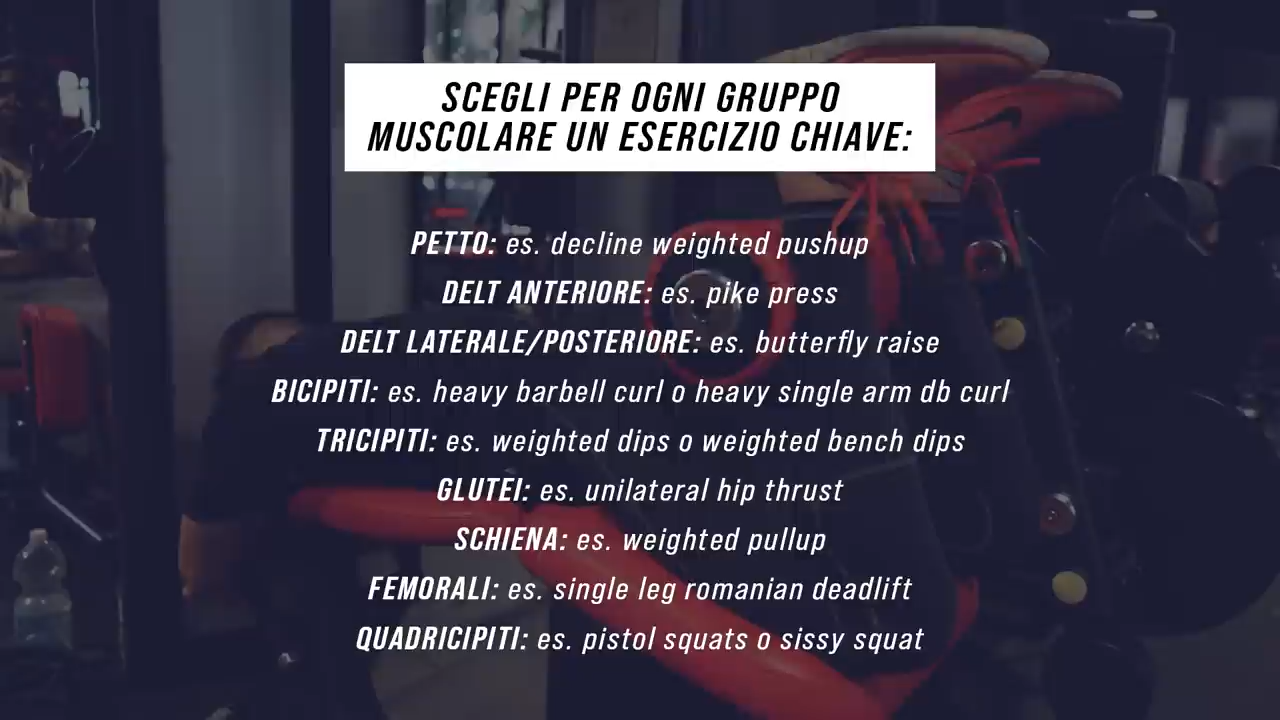 SCEGLI PER OGNI GRUPPO
MUSCOLARE UN ESERCIZIO CHIAVE:
PETTO: es. decline weighted pushup
DELT ANTERIORE: es. pike press
DELT LATERALE/POSTERIORE: es. butterfly raise
BICIPITI: es. heavy barbell curl o heavy single arm db curl
TRICIPITI: es. weighted dips o weighted bench dips
GLUTEI: es. unilateral hip thrust
SCHIENA: es. weighted pullup
FEMORALI: es. single leg romanian deadlift
QUADRICIPITI: es. pistol squats o sissy squat